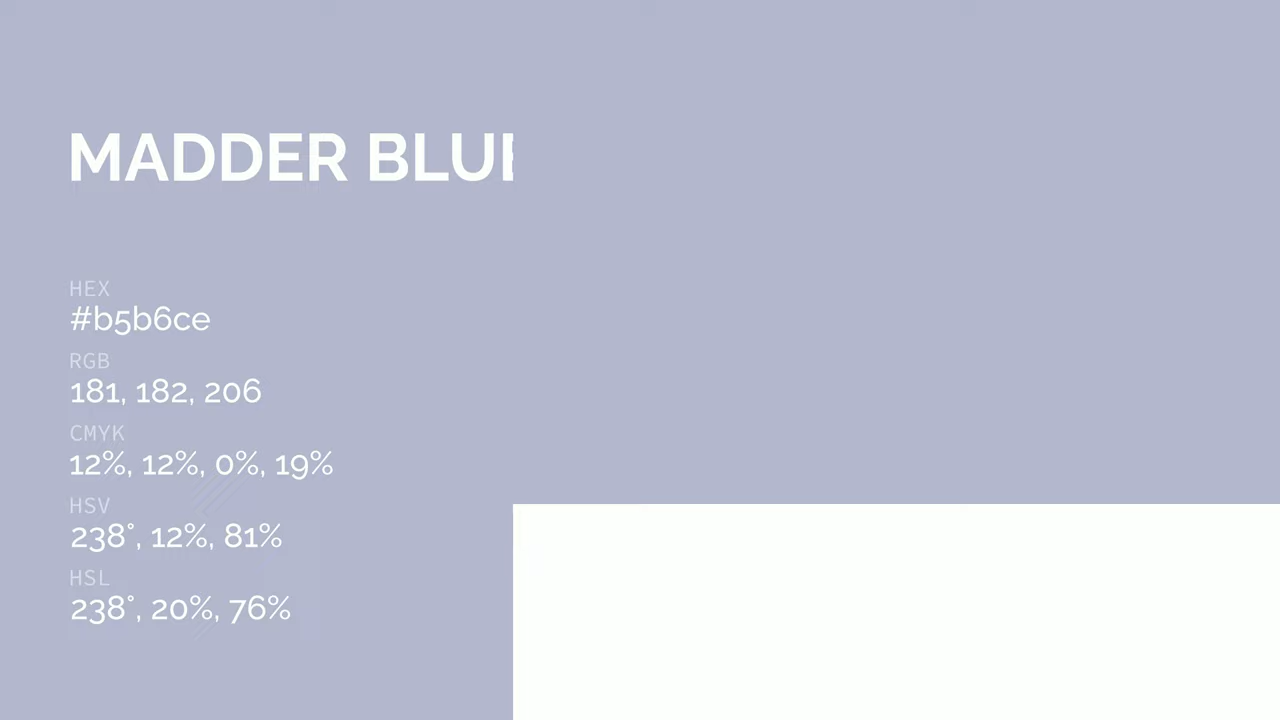 MADDER BLUE
HEX
#b5b6ce
RGB
181, 182, 206
CMYK
12%, 12%, 0%, 19%
HSV
238°, 12%, 81%
HSL
238°, 20%, 76%